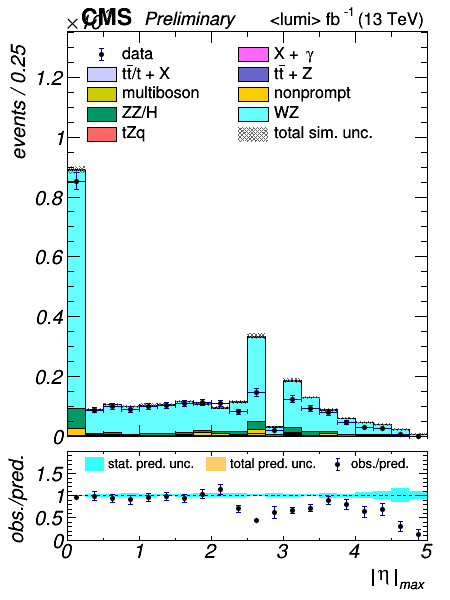 CMS Preliminary <lumi> fb⁻¹ (13 TeV)
events / 0.25
data
tt̄/t + X
multiboson
ZZ/H
tZq
X + γ
tt̄ + Z
nonprompt
WZ
total sim. unc.
1.2
1
0.8
0.6
0.4
0.2
0
obs./pred.
stat. pred. unc. total pred. unc. obs./pred.
1.5
1
0.5
0
0 1 2 3 4 5
|η|max